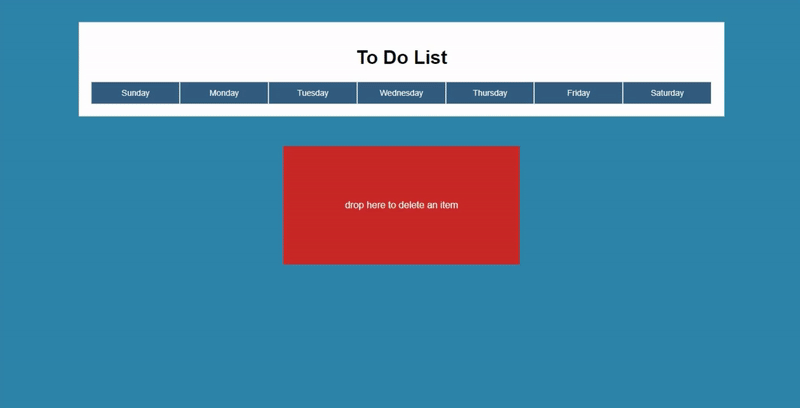 To Do List
Sunday Monday Tuesday Wednesday Thursday Friday Saturday
drop here to delete an item